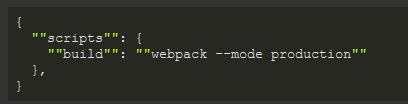 {
  ""scripts"": {
    ""build"": ""webpack --mode production""
  },
}